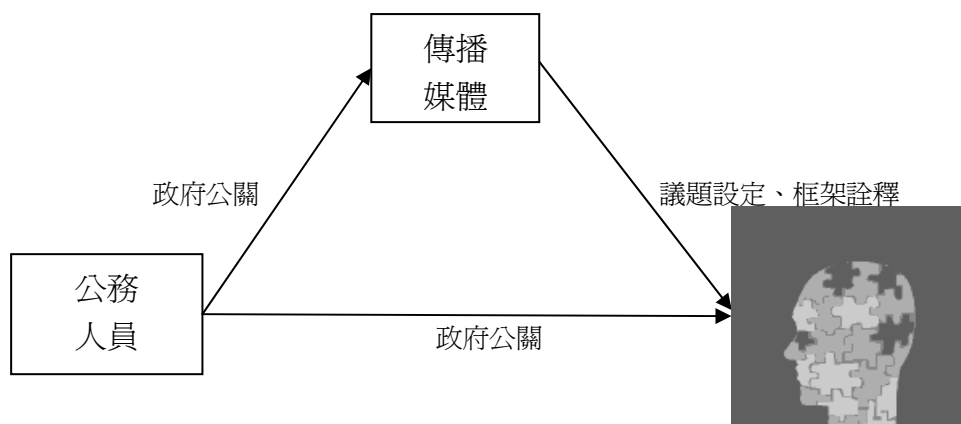 傳播
媒體
政府公關
議題設定、框架詮釋
公務
人員
政府公關